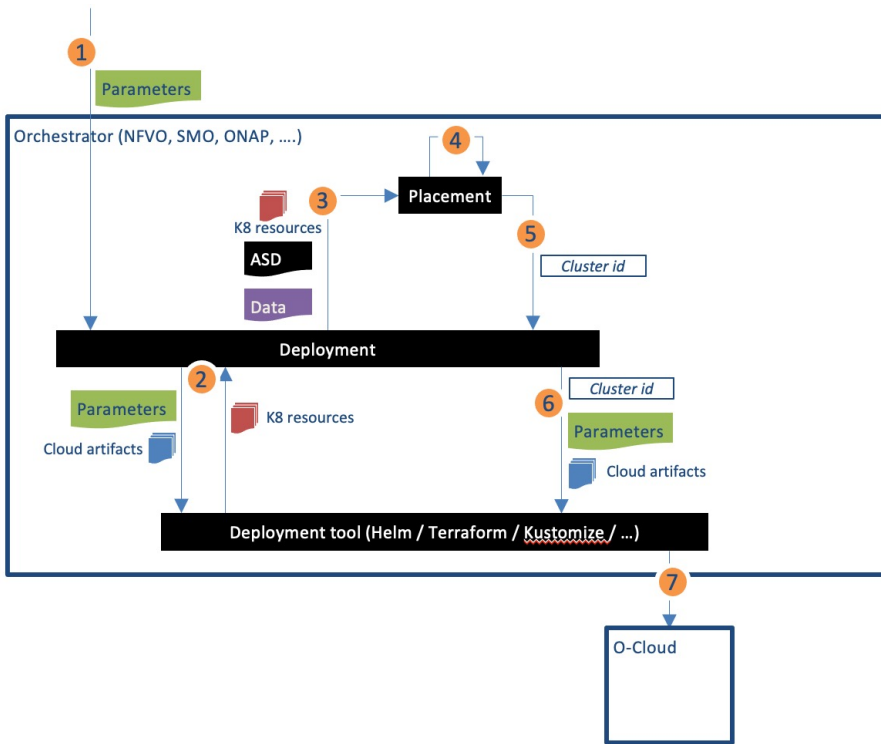 1
Parameters
Orchestrator (NFVO, SMO, ONAP, ....)
4
3
Placement
K8 resources
5
ASD
Cluster id
Data
Deployment
2
Cluster id
6
Parameters
K8 resources
Parameters
Cloud artifacts
Cloud artifacts
Deployment tool (Helm / Terraform / Kustomize / ...)
7
O-Cloud